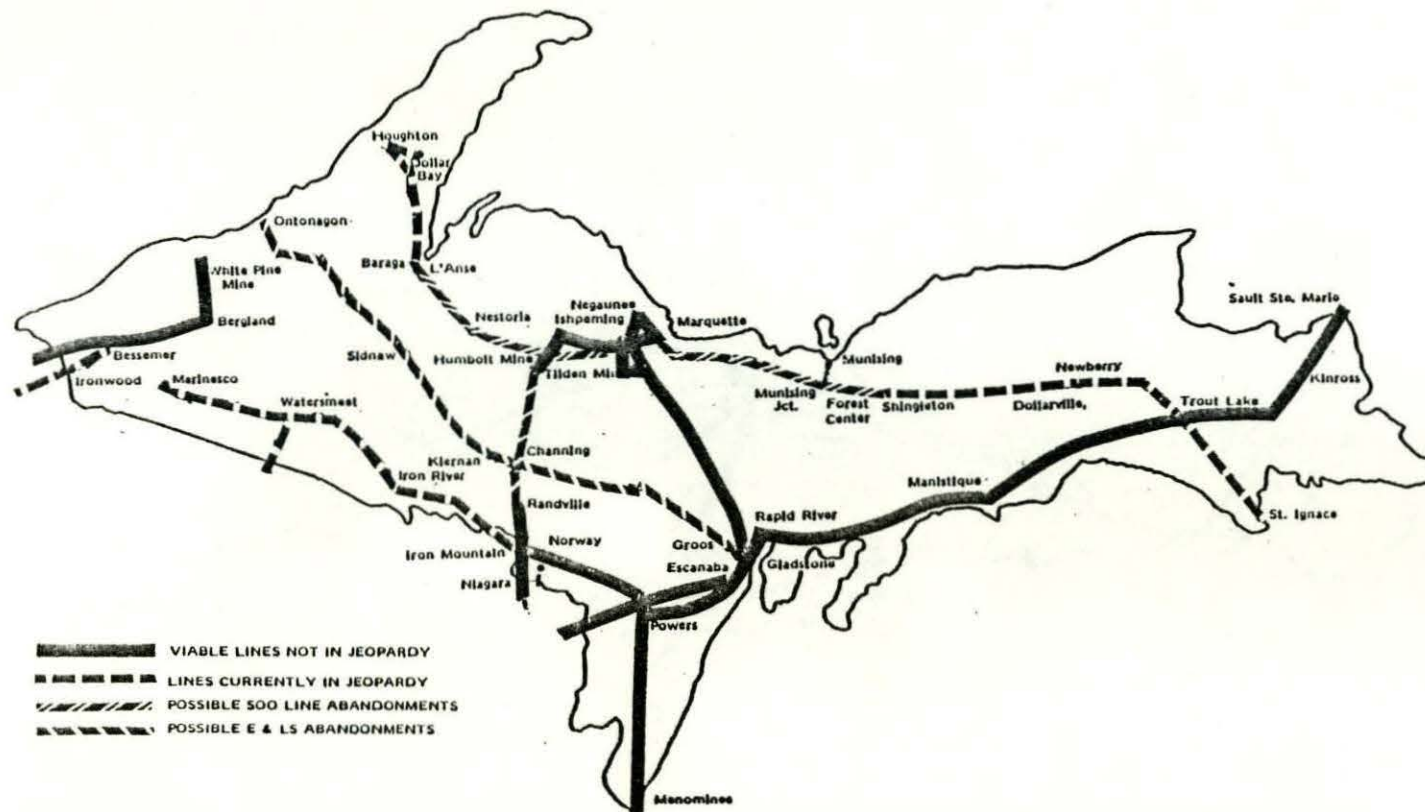 Houghton
Dollar
Bay
Ontonagon
White Pine
Mine
Baraga
L'Anse
Bergland
Nestoria
Negaunee
Ishpeming
Marquette
Sault Ste. Marie
Bessemer
Sidnaw
Humbolt Mine
Tilden
Munising
Newberry
Kinross
Ironwood
Marinesco
Watersmeet
Munising
Jct.
Forest
Center
Shingleton
Dollarville,
Trout Lake
Kiernan
Channing
Iron River
Randville
Manistique
St. Ignace
Rapid River
Iron Mountain
Norway
Groos
Escanaba
Gladstone
Niagara
Powers
VIABLE LINES NOT IN JEOPARDY
LINES CURRENTLY IN JEOPARDY
POSSIBLE SOO LINE ABANDONMENTS
POSSIBLE E & LS ABANDONMENTS
Menominee